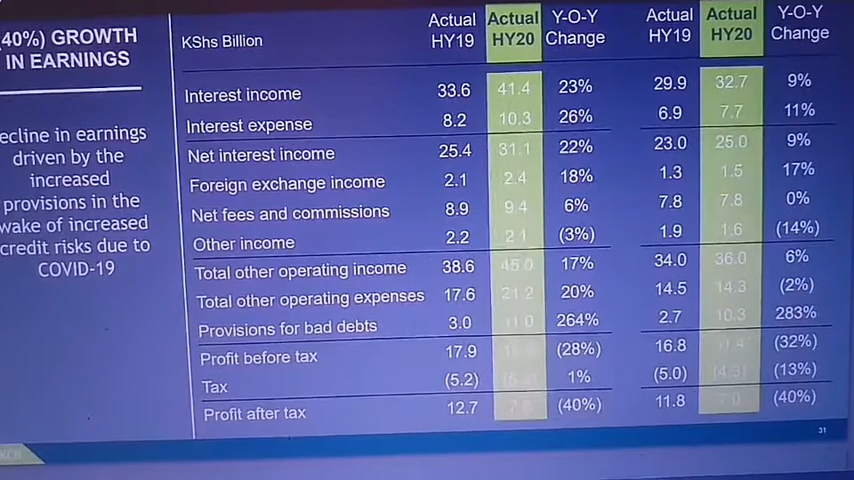 (40%) GROWTH
IN EARNINGS
ecline in earnings
driven by the
increased
provisions in the
wake of increased
credit risks due to
COVID-19
KShs Billion Actual HY19 Actual HY20 Y-O-Y Change Actual HY19 Actual HY20 Y-O-Y Change
Interest income 33.6 41.4 23% 29.9 32.7 9%
Interest expense 8.2 10.3 26% 6.9 7.7 11%
Net interest income 25.4 31.1 22% 23.0 25.0 9%
Foreign exchange income 2.1 2.4 18% 1.3 1.5 17%
Net fees and commissions 8.9 9.4 6% 7.8 7.8 0%
Other income 2.2 2.1 (3%) 1.9 1.6 (14%)
Total other operating income 38.6 45.0 17% 34.0 36.0 6%
Total other operating expenses 17.6 21.2 20% 14.5 14.3 (2%)
Provisions for bad debts 3.0 11.0 264% 2.7 10.3 283%
Profit before tax 17.9 (28%) 16.8 11.4 (32%)
Tax (5.2) 1% (5.0) (4.3) (13%)
Profit after tax 12.7 (40%) 11.8 7.0 (40%)
31
KCB